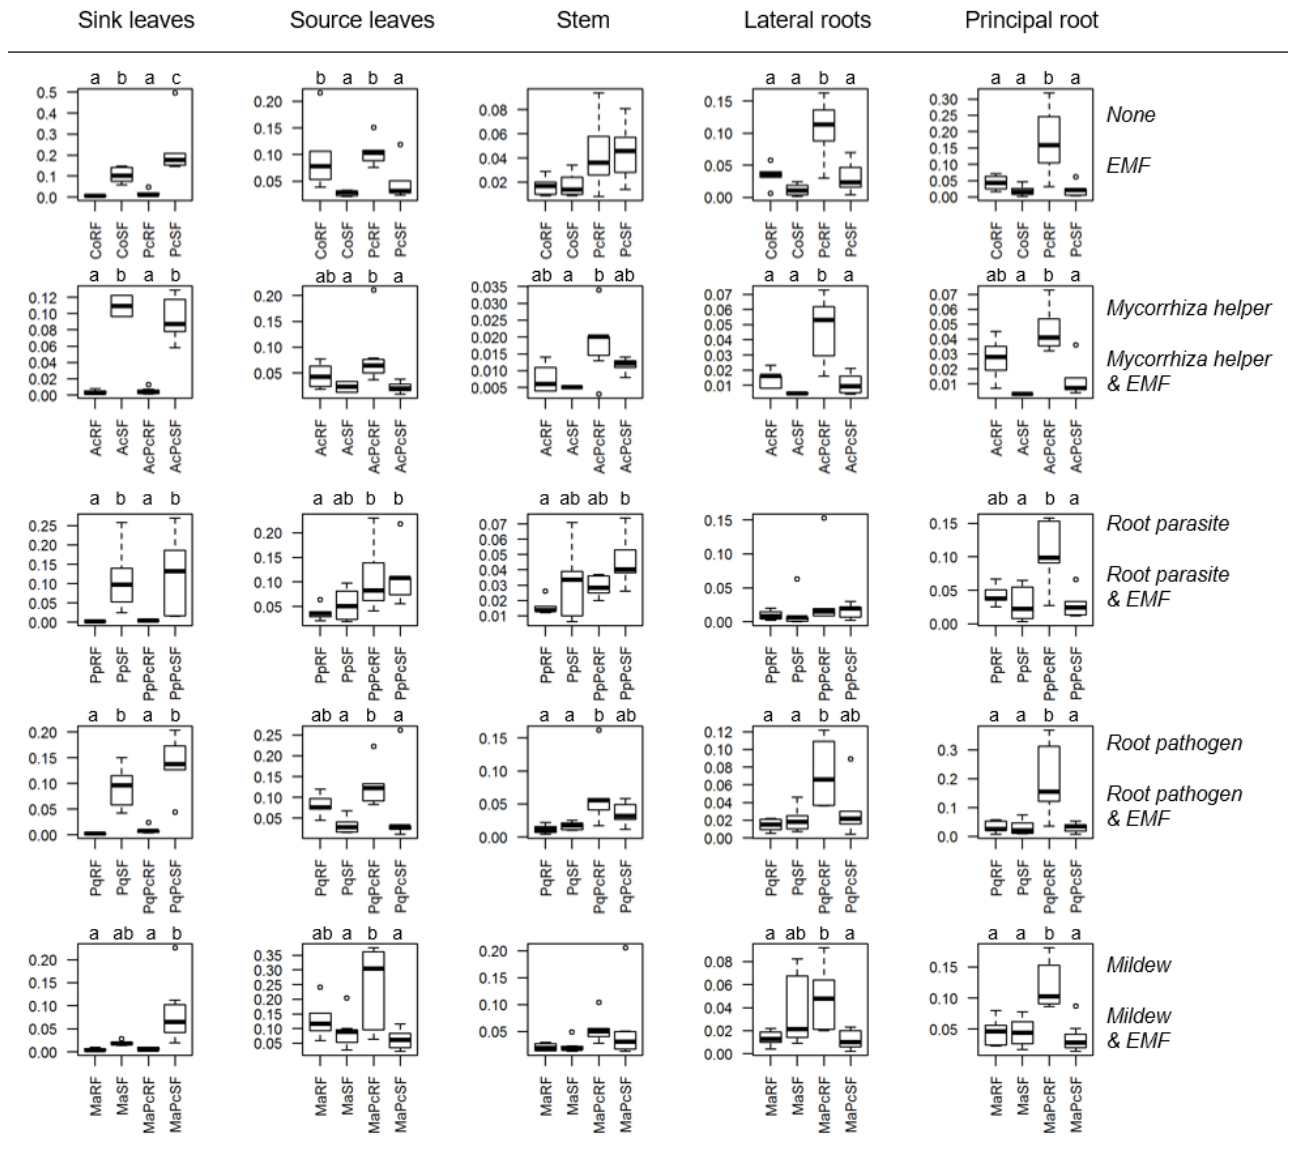 Sink leaves Source leaves Stem Lateral roots Principal root
a b a c
0.5
0.4
0.3
0.2
0.1
0.0
CoRF CoSF PcRF PcSF
b a b a
0.20
0.15
0.10
0.05
CoRF CoSF PcRF PcSF
0.08
0.06
0.04
0.02
CoRF CoSF PcRF PcSF
a a b a
0.15
0.10
0.05
0.00
CoRF CoSF PcRF PcSF
a a b a
0.30
0.25
0.20
0.15
0.10
0.05
0.00
CoRF CoSF PcRF PcSF
None
EMF
a b a b
0.12
0.10
0.08
0.06
0.04
0.02
0.00
AcRF AcSF AcPcRF AcPcSF
ab a b a
0.20
0.15
0.10
0.05
AcRF AcSF AcPcRF AcPcSF
ab a b ab
0.035
0.030
0.025
0.020
0.015
0.010
0.005
AcRF AcSF AcPcRF AcPcSF
a a b a
0.07
0.06
0.05
0.04
0.03
0.02
0.01
AcRF AcSF AcPcRF AcPcSF
ab a b a
0.07
0.06
0.05
0.04
0.03
0.02
0.01
AcRF AcSF AcPcRF AcPcSF
Mycorrhiza helper
Mycorrhiza helper
& EMF
a b a b
0.25
0.20
0.15
0.10
0.05
0.00
PpRF PpSF PpPcRF PpPcSF
a ab b b
0.20
0.15
0.10
0.05
PpRF PpSF PpPcRF PpPcSF
a ab ab b
0.07
0.06
0.05
0.04
0.03
0.02
0.01
PpRF PpSF PpPcRF PpPcSF
0.15
0.10
0.05
0.00
PpRF PpSF PpPcRF PpPcSF
ab a b a
0.15
0.10
0.05
0.00
PpRF PpSF PpPcRF PpPcSF
Root parasite
Root parasite
& EMF
a b a b
0.20
0.15
0.10
0.05
0.00
PqRF PqSF PqPcRF PqPcSF
ab a b a
0.25
0.20
0.15
0.10
0.05
PqRF PqSF PqPcRF PqPcSF
a a b ab
0.15
0.10
0.05
0.00
PqRF PqSF PqPcRF PqPcSF
a a b ab
0.12
0.10
0.08
0.06
0.04
0.02
0.00
PqRF PqSF PqPcRF PqPcSF
a a b a
0.3
0.2
0.1
0.0
PqRF PqSF PqPcRF PqPcSF
Root pathogen
Root pathogen
& EMF
a ab a b
0.20
0.15
0.10
0.05
0.00
MaRF MaSF MaPcRF MaPcSF
ab a b a
0.35
0.30
0.25
0.20
0.15
0.10
0.05
MaRF MaSF MaPcRF MaPcSF
0.20
0.15
0.10
0.05
MaRF MaSF MaPcRF MaPcSF
a ab b a
0.08
0.06
0.04
0.02
0.00
MaRF MaSF MaPcRF MaPcSF
a a b a
0.15
0.10
0.05
MaRF MaSF MaPcRF MaPcSF
Mildew
Mildew
& EMF